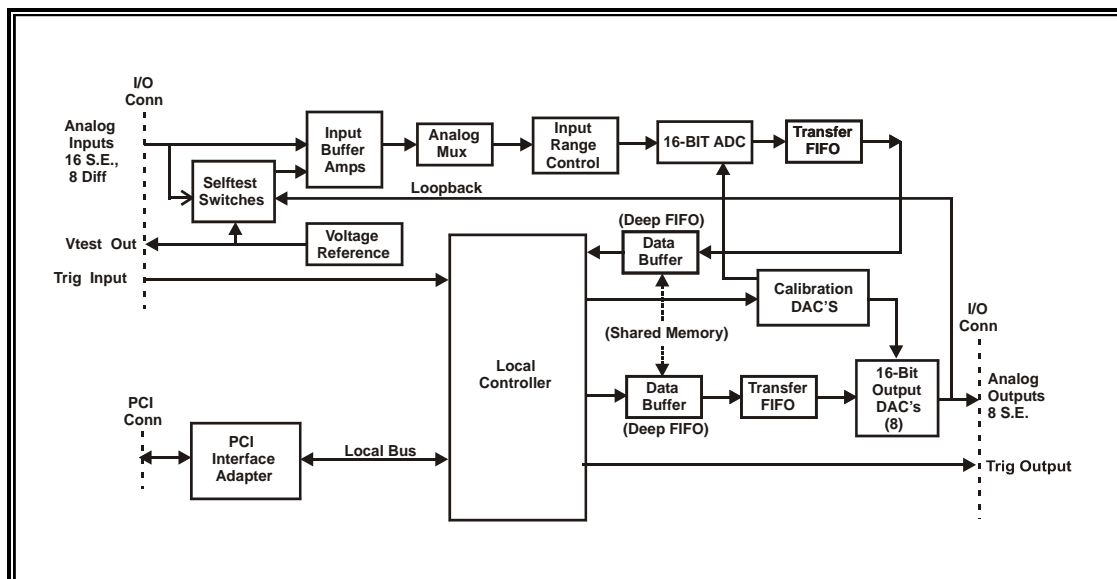 I/O
Conn
Analog
Inputs
16 S.E.,
8 Diff
Input
Buffer
Amps
Analog
Mux
Input
Range
Control
16-BIT ADC
Transfer
FIFO
Selftest
Switches
Loopback
Vtest Out
Voltage
Reference
(Deep FIFO)
Data
Buffer
Trig Input
Calibration
DAC'S
(Shared Memory)
Local
Controller
I/O
Conn
Data
Buffer
(Deep FIFO)
Transfer
FIFO
16-Bit
Output
DAC's
(8)
Analog
Outputs
8 S.E.
PCI
Conn
PCI
Interface
Adapter
Local Bus
Trig Output